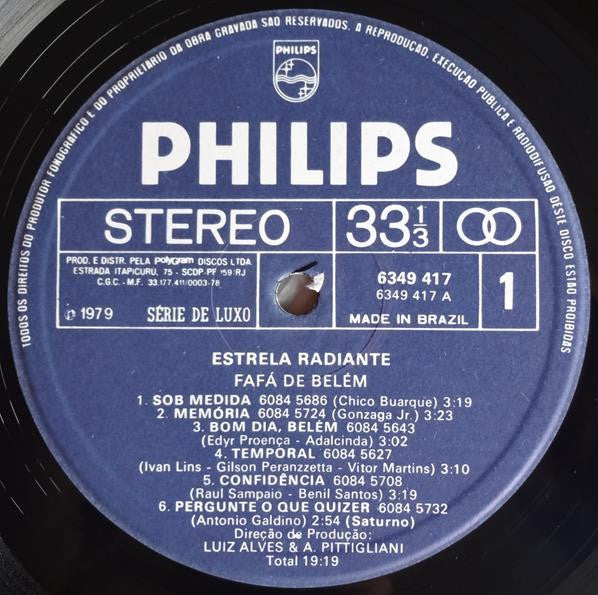 TODOS OS DIREITOS DO PRODUTOR FONOGRÁFICO E DO PROPRIETÁRIO DA OBRA GRAVADA SÃO RESERVADOS. A REPRODUÇÃO, EXECUÇÃO PÚBLICA E RADIODIFUSÃO DESTE DISCO ESTÃO PROIBIDAS
PHILIPS
PHILIPS
STEREO 33 1/3
PROD. E DISTR. PELA polygram DISCOS LTDA
ESTRADA ITAPICURU, 75 - SCDP-PF 159/RJ
C.G.C. - M.F. 33.177.411/0003-78
℗ 1979 SÉRIE DE LUXO
6349 417
6349 417 A
MADE IN BRAZIL
1
ESTRELA RADIANTE
FAFÁ DE BELÉM
1. SOB MEDIDA 6084 5686 (Chico Buarque) 3:19
2. MEMÓRIA 6084 5724 (Gonzaga Jr.) 3:23
3. BOM DIA, BELÉM 6084 5643
(Edyr Proença - Adalcinda) 3:02
4. TEMPORAL 6084 5627
(Ivan Lins - Gilson Peranzzetta - Vitor Martins) 3:10
5. CONFIDÊNCIA 6084 5708
(Raul Sampaio - Benil Santos) 3:19
6. PERGUNTE O QUE QUIZER 6084 5732
(Antonio Galdino) 2:54 (Saturno)
Direção de Produção:
LUIZ ALVES & A. PITTIGLIANI
Total 19:19